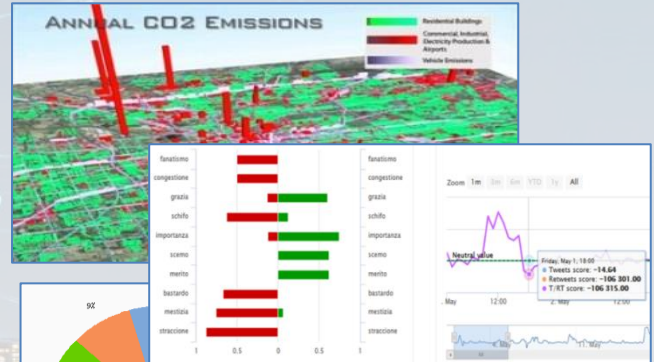 ANNUAL CO2 EMISSIONS
Residential Buildings
Commercial, Industrial,
Electricity Production &
Airports
Vehicle Emissions
fanatismo
congestione
grazia
schifo
importanza
scemo
merito
bastardo
mestizia
straccione
1 0.5 0 0.5 1
fanatismo
congestione
grazia
schifo
importanza
scemo
merito
bastardo
mestizia
straccione
Zoom 1m 3m 6m YTD 1y All
Neutral value
Friday, May 1, 18:00
Tweets score: -14.64
Retweets score: -106 301.00
T/RT score: -106 315.00
. May 12:00 2. May 12:00
11. May
9%